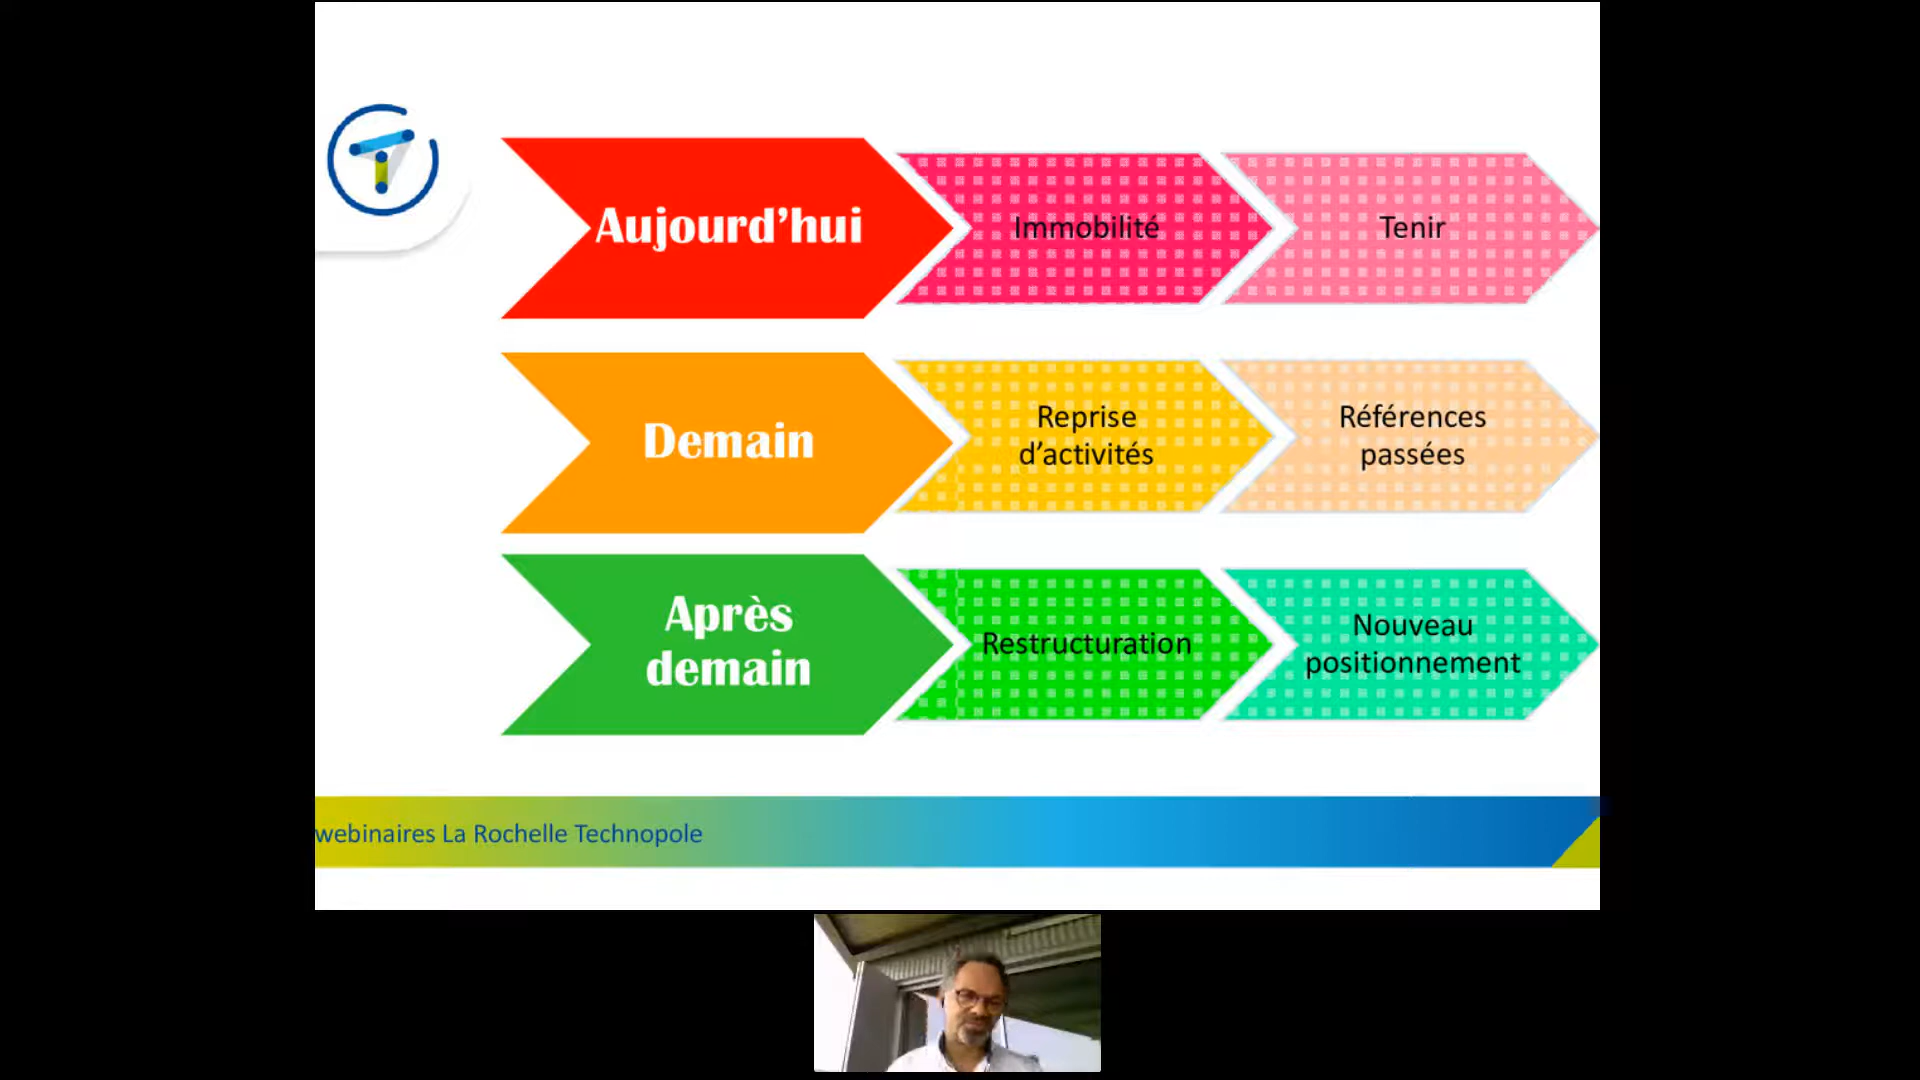 Aujourd’hui
Immobilité
Tenir
Demain
Reprise
d’activités
Références
passées
Après
demain
Restructuration
Nouveau
positionnement
webinaires La Rochelle Technopole